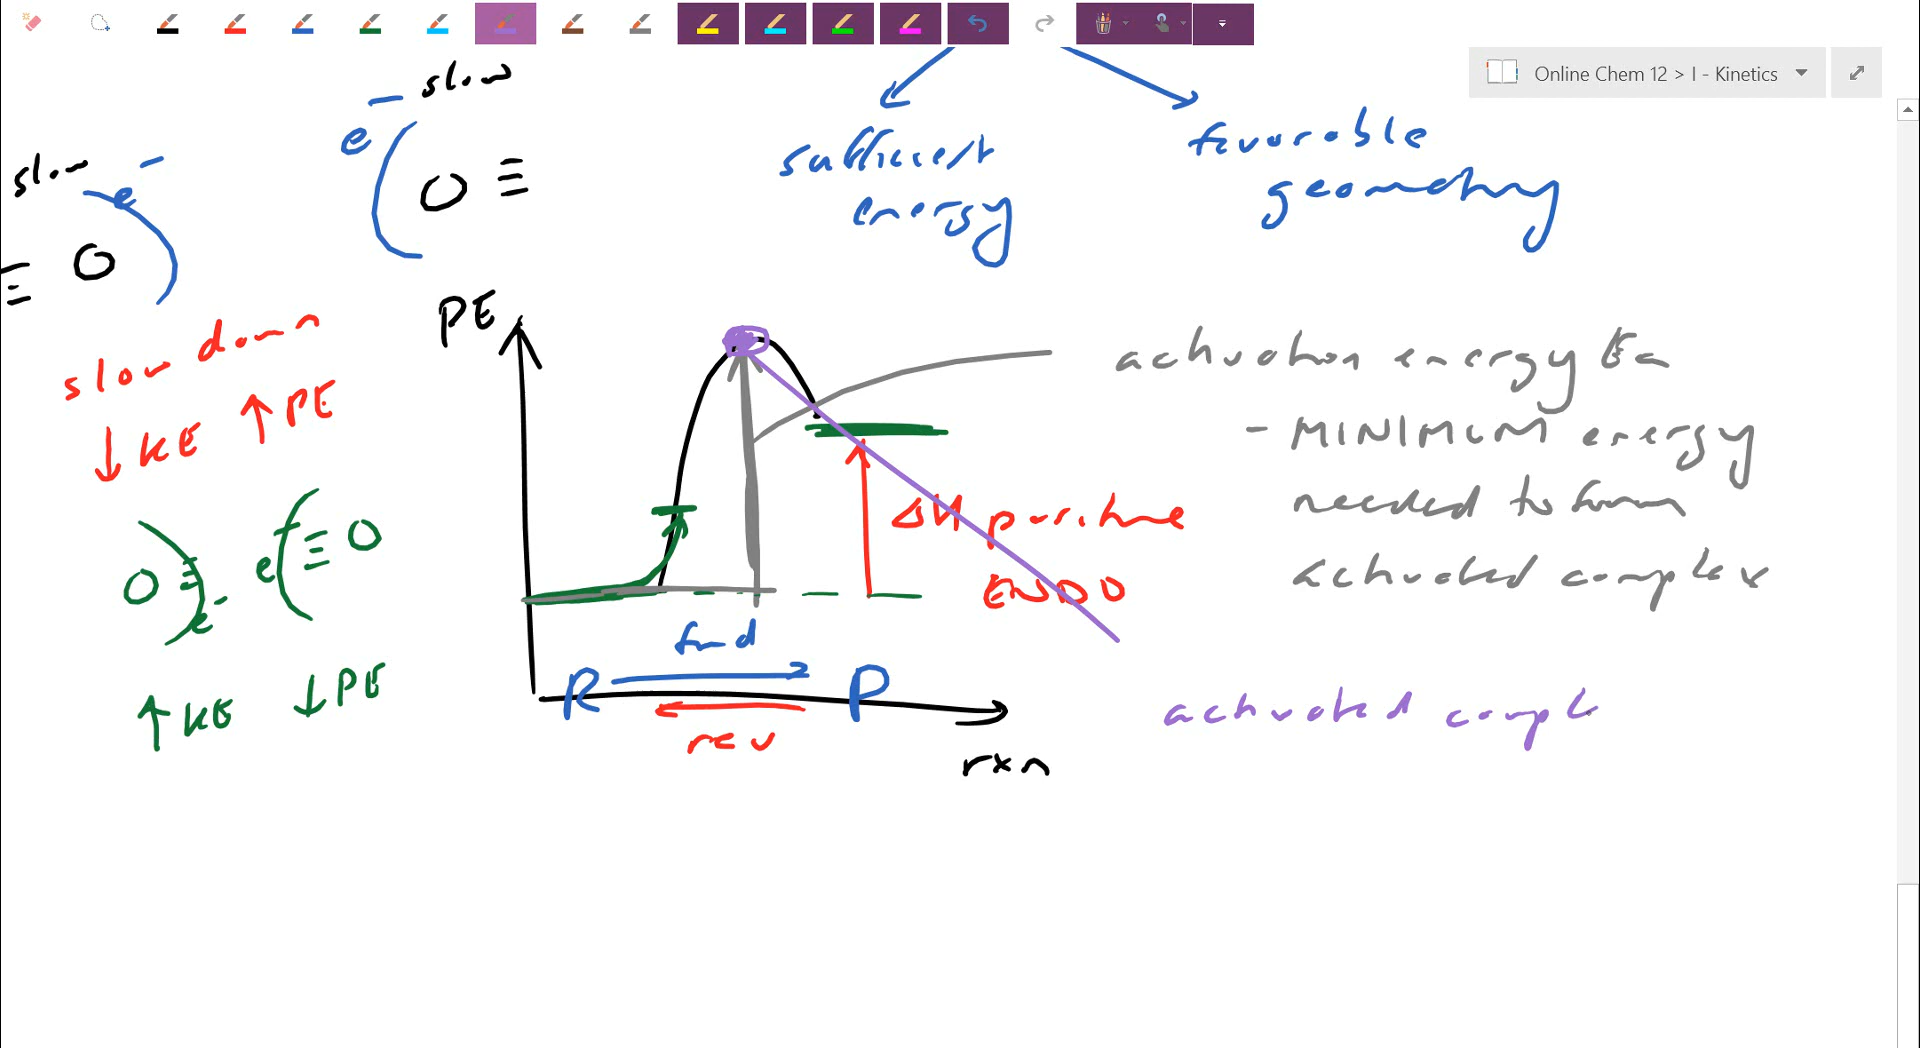 Online Chem 12 > I - Kinetics
slow
e-
O
slow
e-
O
sufficient
energy
favorable
geometry
slow down
↓ KE ↑ PE
O e- e- O
↑ KE ↓ PE
PE
activation energy Ea
- MINIMUM energy
needed to form
activated complex
ΔH positive
ENDO
fwd
R P
rev
rxn
activated comple